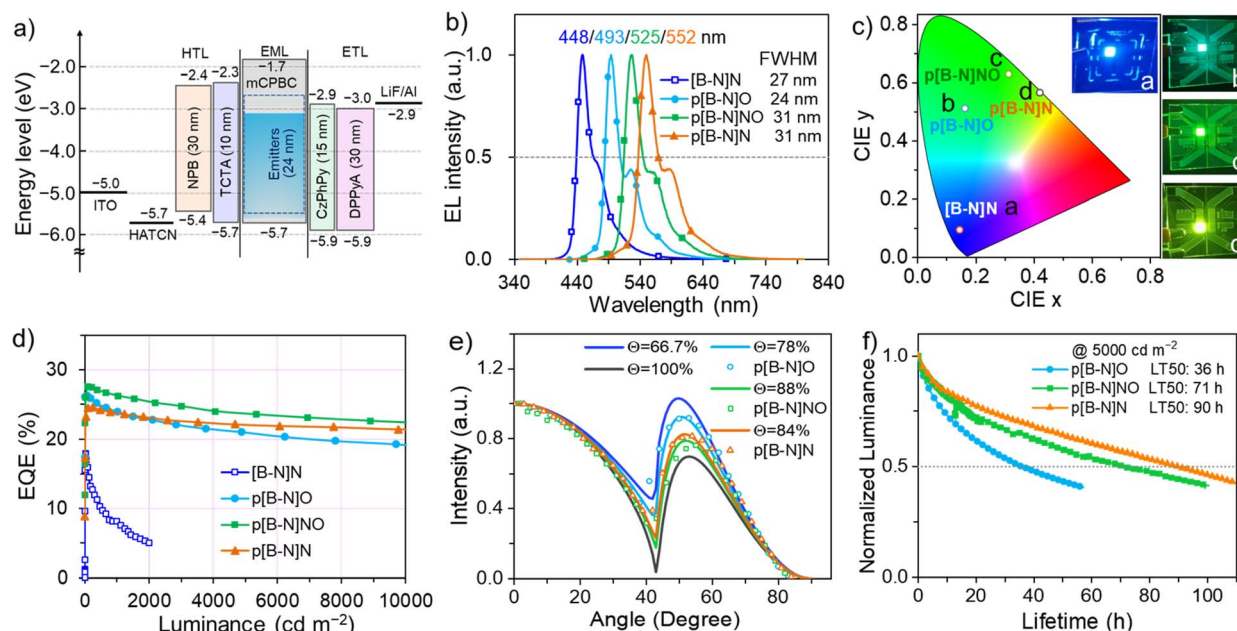 a)
Energy level (eV)
−2.0
−3.0
−4.0
−5.0
−6.0
HTL
EML
ETL
−2.4
−2.3
−1.7
mCPBC
−2.9
−3.0
LiF/Al
−2.9
NPB (30 nm)
TCTA (10 nm)
Emitters
(24 nm)
CzPhPy (15 nm)
DPPyA (30 nm)
−5.0
ITO
−5.7
HATCN
−5.4
−5.7
−5.7
−5.9
−5.9
b)
448/493/525/552 nm
FWHM
[B-N]N 27 nm
p[B-N]O 24 nm
p[B-N]NO 31 nm
p[B-N]N 31 nm
EL intensity (a.u.)
1.0
0.5
0.0
340 440 540 640 740 840
Wavelength (nm)
c)
CIE y
0.8
0.6
0.4
0.2
0.0
0.0 0.2 0.4 0.6 0.8
CIE x
c
p[B-N]NO
d
b
p[B-N]N
p[B-N]O
a
[B-N]N
a
b
d)
EQE (%)
30
20
10
0
[B-N]N
p[B-N]O
p[B-N]NO
p[B-N]N
0 2000 4000 6000 8000 10000
Luminance (cd m⁻²)
e)
Intensity (a.u.)
1.2
0.8
0.4
0.0
Θ=66.7%
Θ=100%
Θ=78%
p[B-N]O
Θ=88%
p[B-N]NO
Θ=84%
p[B-N]N
0 20 40 60 80
Angle (Degree)
f)
Normalized Luminance
1.0
0.5
0.0
@ 5000 cd m⁻²
p[B-N]O LT50: 36 h
p[B-N]NO LT50: 71 h
p[B-N]N LT50: 90 h
0 20 40 60 80 100
Lifetime (h)